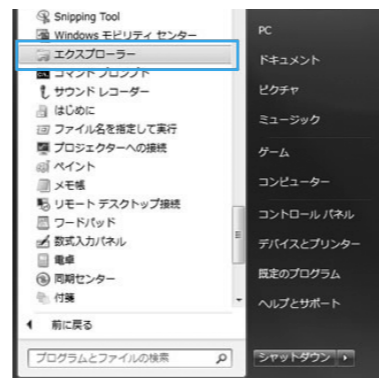 Snipping Tool
Windows モビリティ センター
エクスプローラー
コマンド プロンプト
サウンド レコーダー
はじめに
ファイル名を指定して実行
プロジェクターへの接続
ペイント
メモ帳
リモート デスクトップ接続
ワードパッド
数式入力パネル
電卓
同期センター
付箋
前に戻る
プログラムとファイルの検索
PC
ドキュメント
ピクチャ
ミュージック
ゲーム
コンピューター
コントロール パネル
デバイスとプリンター
既定のプログラム
ヘルプとサポート
シャットダウン